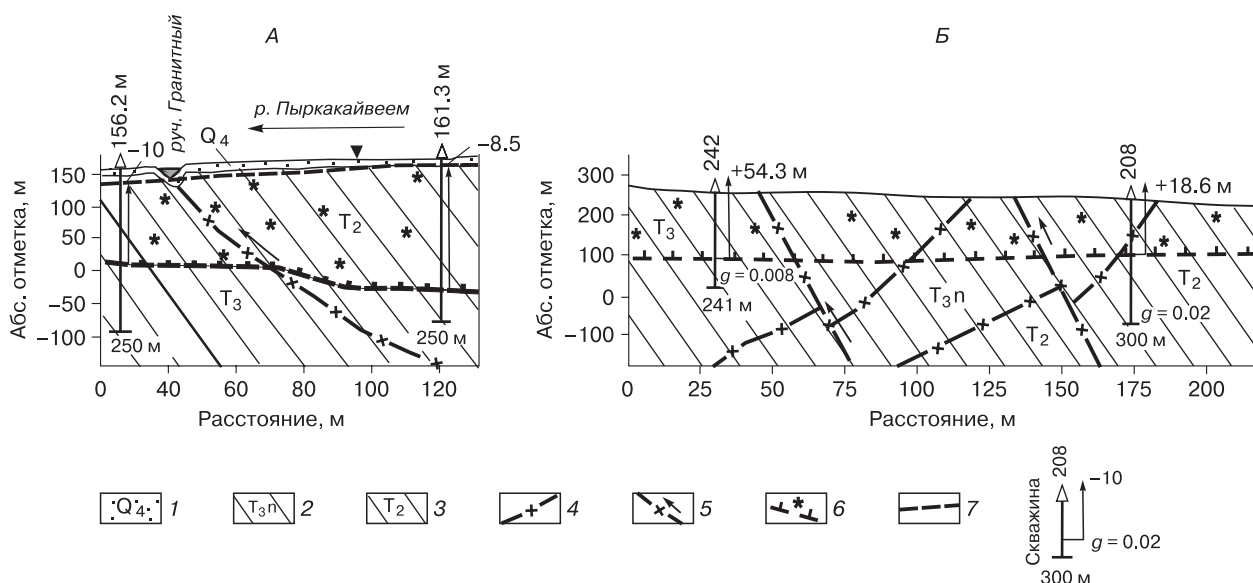 А
Б
156.2 м
руч. Гранитный
р. Пыркакайвеем
161.3 м
−10
Q4
−8.5
T2
T3
250 м
250 м
Абс. отметка, м
150
100
50
0
−50
−100
0 20 40 60 80 100 120
Расстояние, м
242
+54.3 м
208
+18.6 м
T3
g = 0.008
T3n
T2
241 м
T2
g = 0.02
300 м
Абс. отметка, м
300
200
100
0
−100
0 25 50 75 100 125 150 175 200
Расстояние, м
Q4 1
T3n 2
T2 3
4
5
6
7
Скважина
208
−10
g = 0.02
300 м